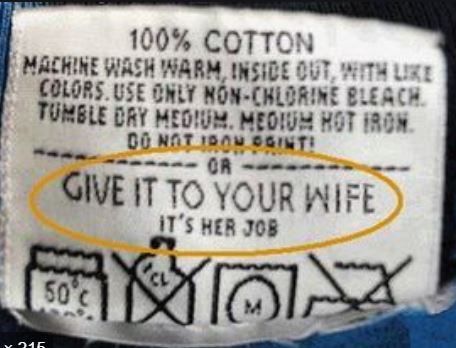 100% COTTON
MACHINE WASH WARM, INSIDE OUT, WITH LIKE
COLORS. USE ONLY NON-CHLORINE BLEACH.
TUMBLE DRY MEDIUM. MEDIUM HOT IRON.
DO NOT IRON PRINT!
OR
GIVE IT TO YOUR WIFE
IT'S HER JOB
CL
50°C
M
x 215